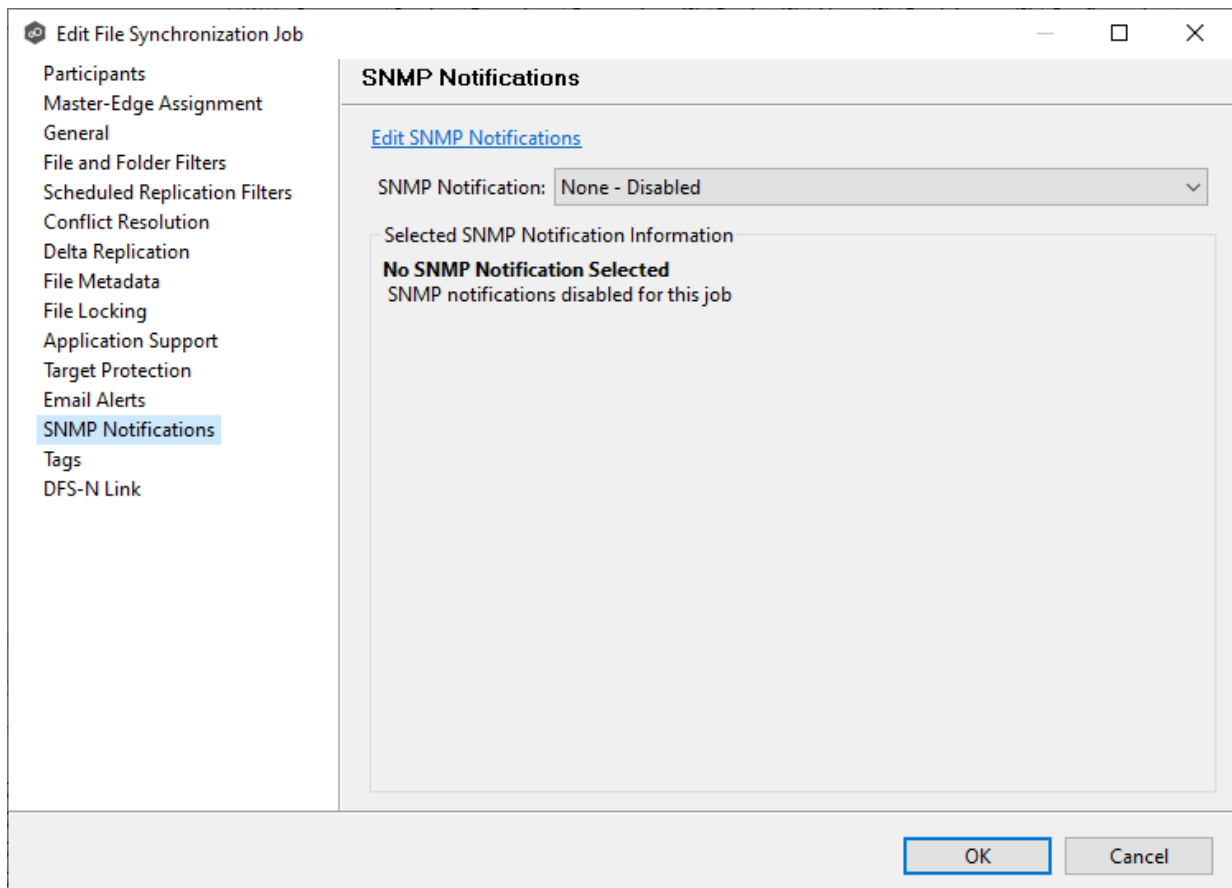 Edit File Synchronization Job
Participants
Master-Edge Assignment
General
File and Folder Filters
Scheduled Replication Filters
Conflict Resolution
Delta Replication
File Metadata
File Locking
Application Support
Target Protection
Email Alerts
SNMP Notifications
Tags
DFS-N Link
SNMP Notifications
Edit SNMP Notifications
SNMP Notification: None - Disabled
Selected SNMP Notification Information
No SNMP Notification Selected
SNMP notifications disabled for this job
OK Cancel